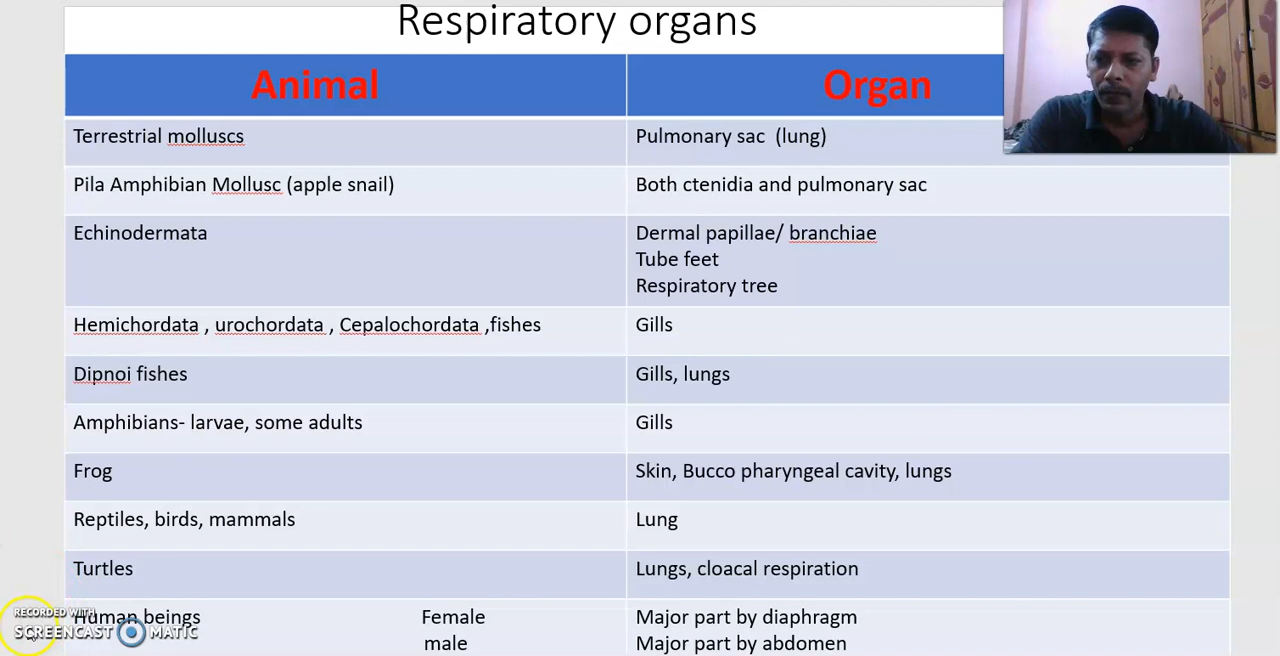 Respiratory organs
Animal Organ
Terrestrial molluscs Pulmonary sac (lung)
Pila Amphibian Mollusc (apple snail) Both ctenidia and pulmonary sac
Echinodermata Dermal papillae/ branchiae
Tube feet
Respiratory tree
Hemichordata , urochordata , Cepalochordata ,fishes Gills
Dipnoi fishes Gills, lungs
Amphibians- larvae, some adults Gills
Frog Skin, Bucco pharyngeal cavity, lungs
Reptiles, birds, mammals Lung
Turtles Lungs, cloacal respiration
Human beings Female Major part by diaphragm
male Major part by abdomen
RECORDED WITH
SCREENCAST MATIC